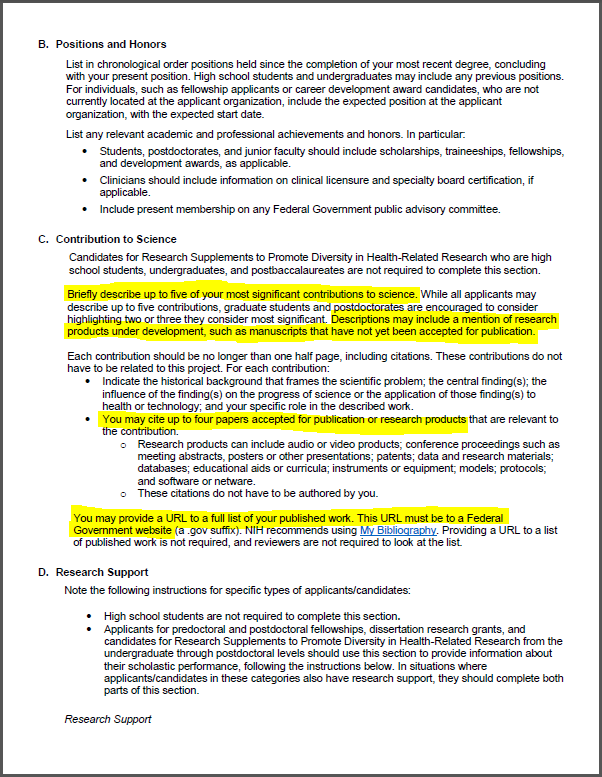 B. Positions and Honors
List in chronological order positions held since the completion of your most recent degree, concluding
with your present position. High school students and undergraduates may include any previous positions.
For individuals, such as fellowship applicants or career development award candidates, who are not
currently located at the applicant organization, include the expected position at the applicant
organization, with the expected start date.
List any relevant academic and professional achievements and honors. In particular:
• Students, postdoctorates, and junior faculty should include scholarships, traineeships, fellowships,
and development awards, as applicable.
• Clinicians should include information on clinical licensure and specialty board certification, if
applicable.
• Include present membership on any Federal Government public advisory committee.
C. Contribution to Science
Candidates for Research Supplements to Promote Diversity in Health-Related Research who are high
school students, undergraduates, and postbaccalaureates are not required to complete this section.
Briefly describe up to five of your most significant contributions to science. While all applicants may
describe up to five contributions, graduate students and postdoctorates are encouraged to consider
highlighting two or three they consider most significant. Descriptions may include a mention of research
products under development, such as manuscripts that have not yet been accepted for publication.
Each contribution should be no longer than one half page, including citations. These contributions do not
have to be related to this project. For each contribution:
• Indicate the historical background that frames the scientific problem; the central finding(s); the
influence of the finding(s) on the progress of science or the application of those finding(s) to
health or technology; and your specific role in the described work.
• You may cite up to four papers accepted for publication or research products that are relevant to
the contribution.
o Research products can include audio or video products; conference proceedings such as
meeting abstracts, posters or other presentations; patents; data and research materials;
databases; educational aids or curricula; instruments or equipment; models; protocols;
and software or netware.
o These citations do not have to be authored by you.
You may provide a URL to a full list of your published work. This URL must be to a Federal
Government website (a .gov suffix). NIH recommends using My Bibliography. Providing a URL to a list
of published work is not required, and reviewers are not required to look at the list.
D. Research Support
Note the following instructions for specific types of applicants/candidates:
• High school students are not required to complete this section.
• Applicants for predoctoral and postdoctoral fellowships, dissertation research grants, and
candidates for Research Supplements to Promote Diversity in Health-Related Research from the
undergraduate through postdoctoral levels should use this section to provide information about
their scholastic performance, following the instructions below. In situations where
applicants/candidates in these categories also have research support, they should complete both
parts of this section.
Research Support